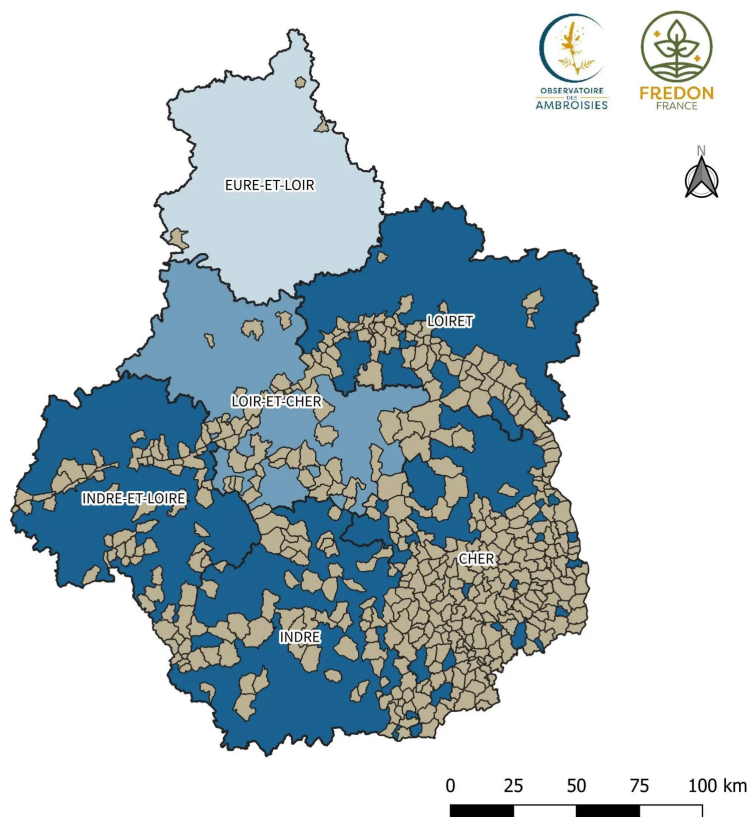 OBSERVATOIRE
DES
AMBROISIES
FREDON
FRANCE
N
EURE-ET-LOIR
LOIRET
LOIR-ET-CHER
INDRE-ET-LOIRE
CHER
INDRE
0 25 50 75 100 km